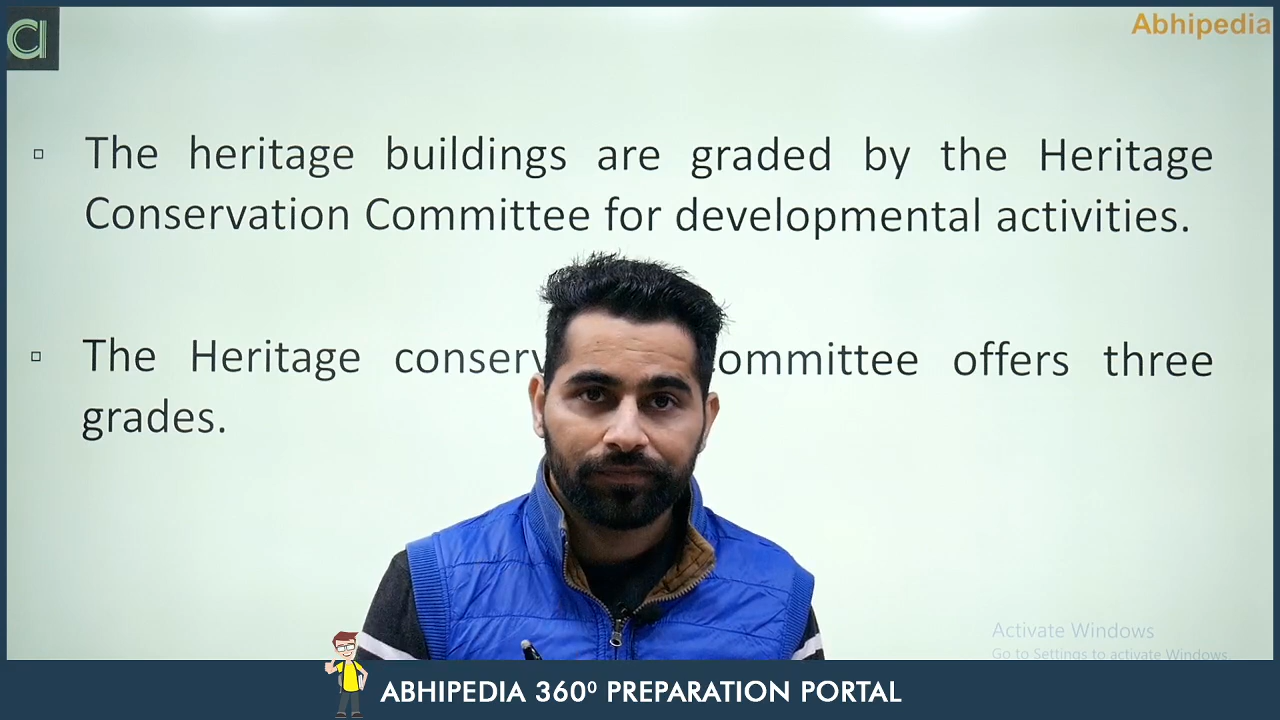 Abhipedia
The heritage buildings are graded by the Heritage
Conservation Committee for developmental activities.
The Heritage conserv ommittee offers three
grades.
Activate Windows
Go to Settings to activate Windows.
ABHIPEDIA 360⁰ PREPARATION PORTAL